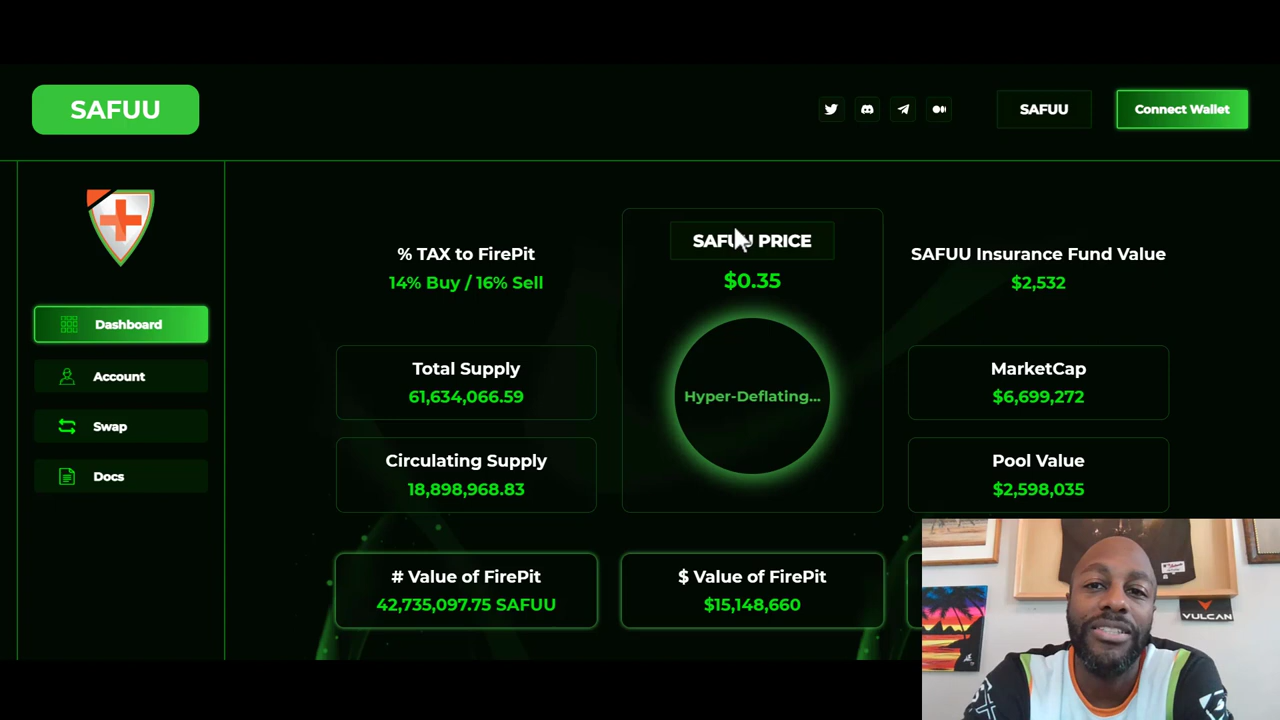 SAFUU
SAFUU
Connect Wallet
Dashboard
Account
Swap
Docs
% TAX to FirePit
14% Buy / 16% Sell
Total Supply
61,634,066.59
Circulating Supply
18,898,968.83
SAFUU PRICE
$0.35
Hyper-Deflating...
SAFUU Insurance Fund Value
$2,532
MarketCap
$6,699,272
Pool Value
$2,598,035
# Value of FirePit
42,735,097.75 SAFUU
$ Value of FirePit
$15,148,660
VULCAN